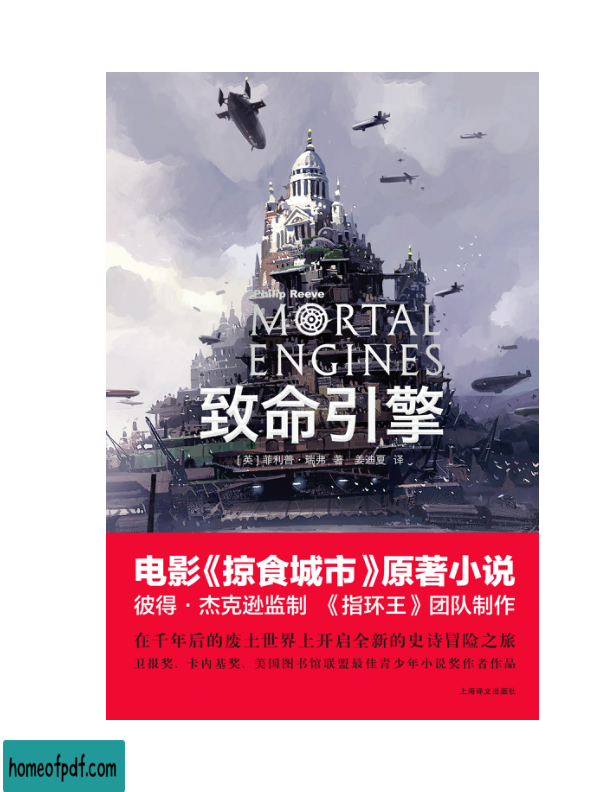 Philip Reeve
MORTAL
ENGINES
致命引擎
[英]菲利普·瑞弗 著 姜迪夏 译
电影《掠食城市》原著小说
彼得·杰克逊监制 《指环王》团队制作
在千年后的废土世界上开启全新的史诗冒险之旅
卫报奖、卡内基奖、美国图书馆联盟最佳青少年小说奖作者作品
上海译文出版社
homeofpdf.com